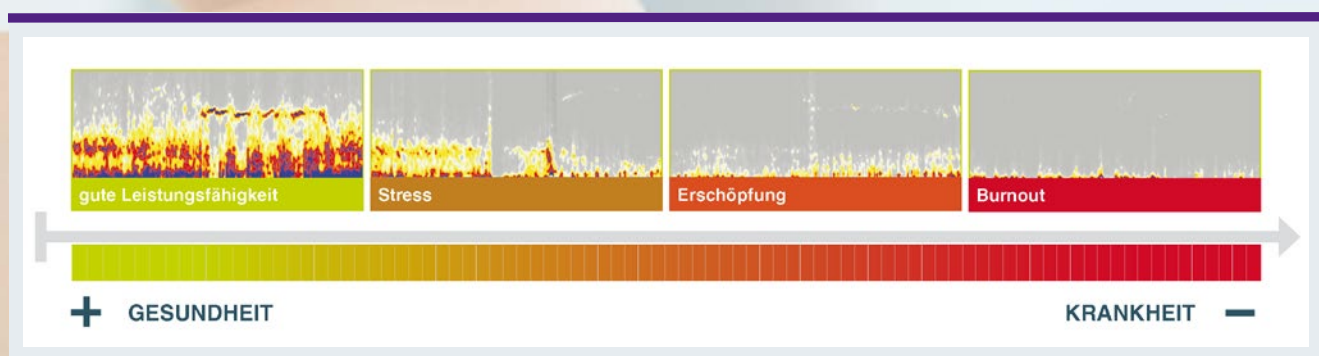 gute Leistungsfähigkeit
Stress
Erschöpfung
Burnout
+ GESUNDHEIT
KRANKHEIT −